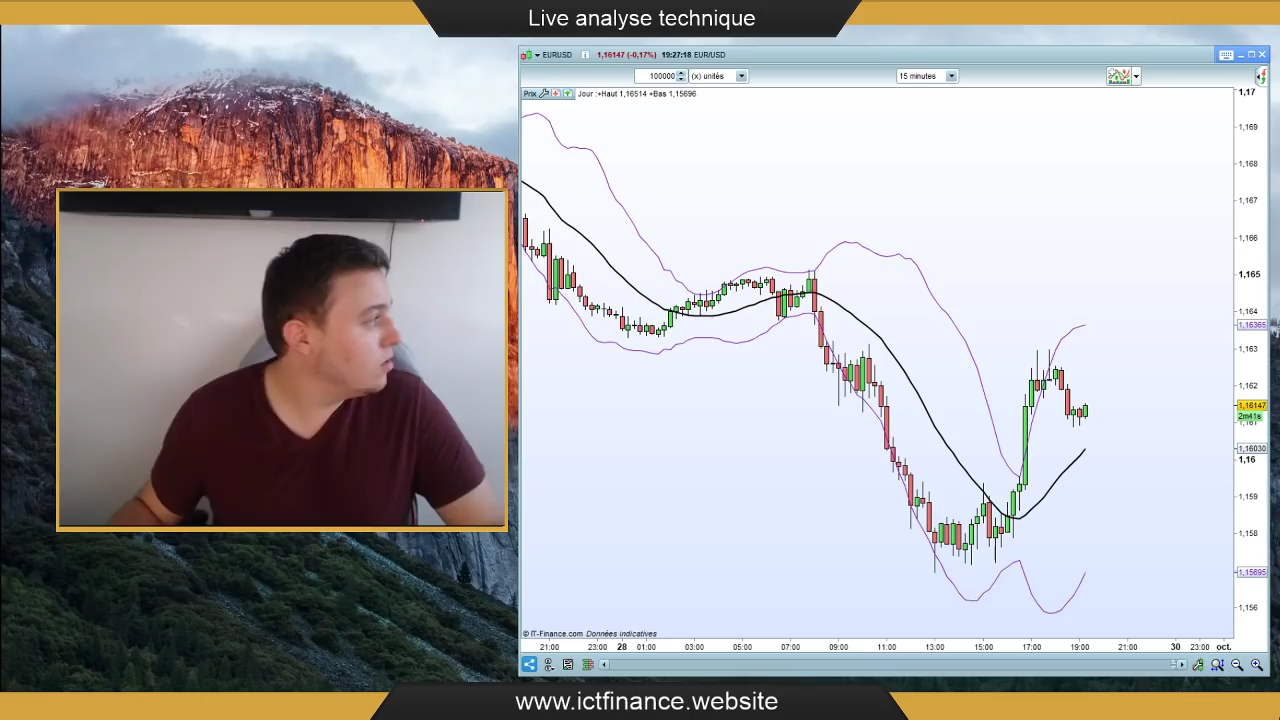 Live analyse technique
EURUSD 1,16147 (-0,17%) 19:27:18 EUR/USD
100000 (x) unités 15 minutes
Prix Jour :+Haut 1,16514 +Bas 1,15696
1,17
1,169
1,168
1,167
1,166
1,165
1,164
1,16365
1,163
1,162
1,16147
2m41s
1,161
1,16030
1,16
1,159
1,158
1,15695
1,156
© IT-Finance.com Données indicatives
21:00 23:00 28 01:00 03:00 05:00 07:00 09:00 11:00 13:00 15:00 17:00 19:00 21:00 30 23:00 oct.
www.ictfinance.website